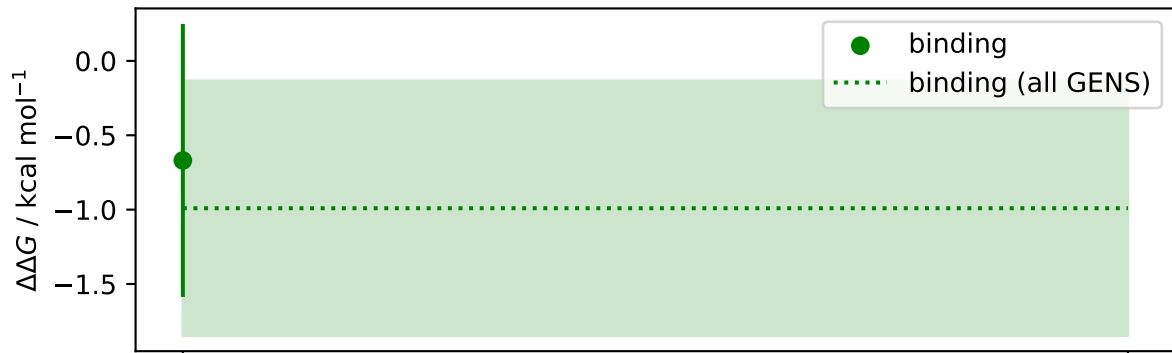 ΔΔG / kcal mol⁻¹
0.0
−0.5
−1.0
−1.5
binding
binding (all GENS)